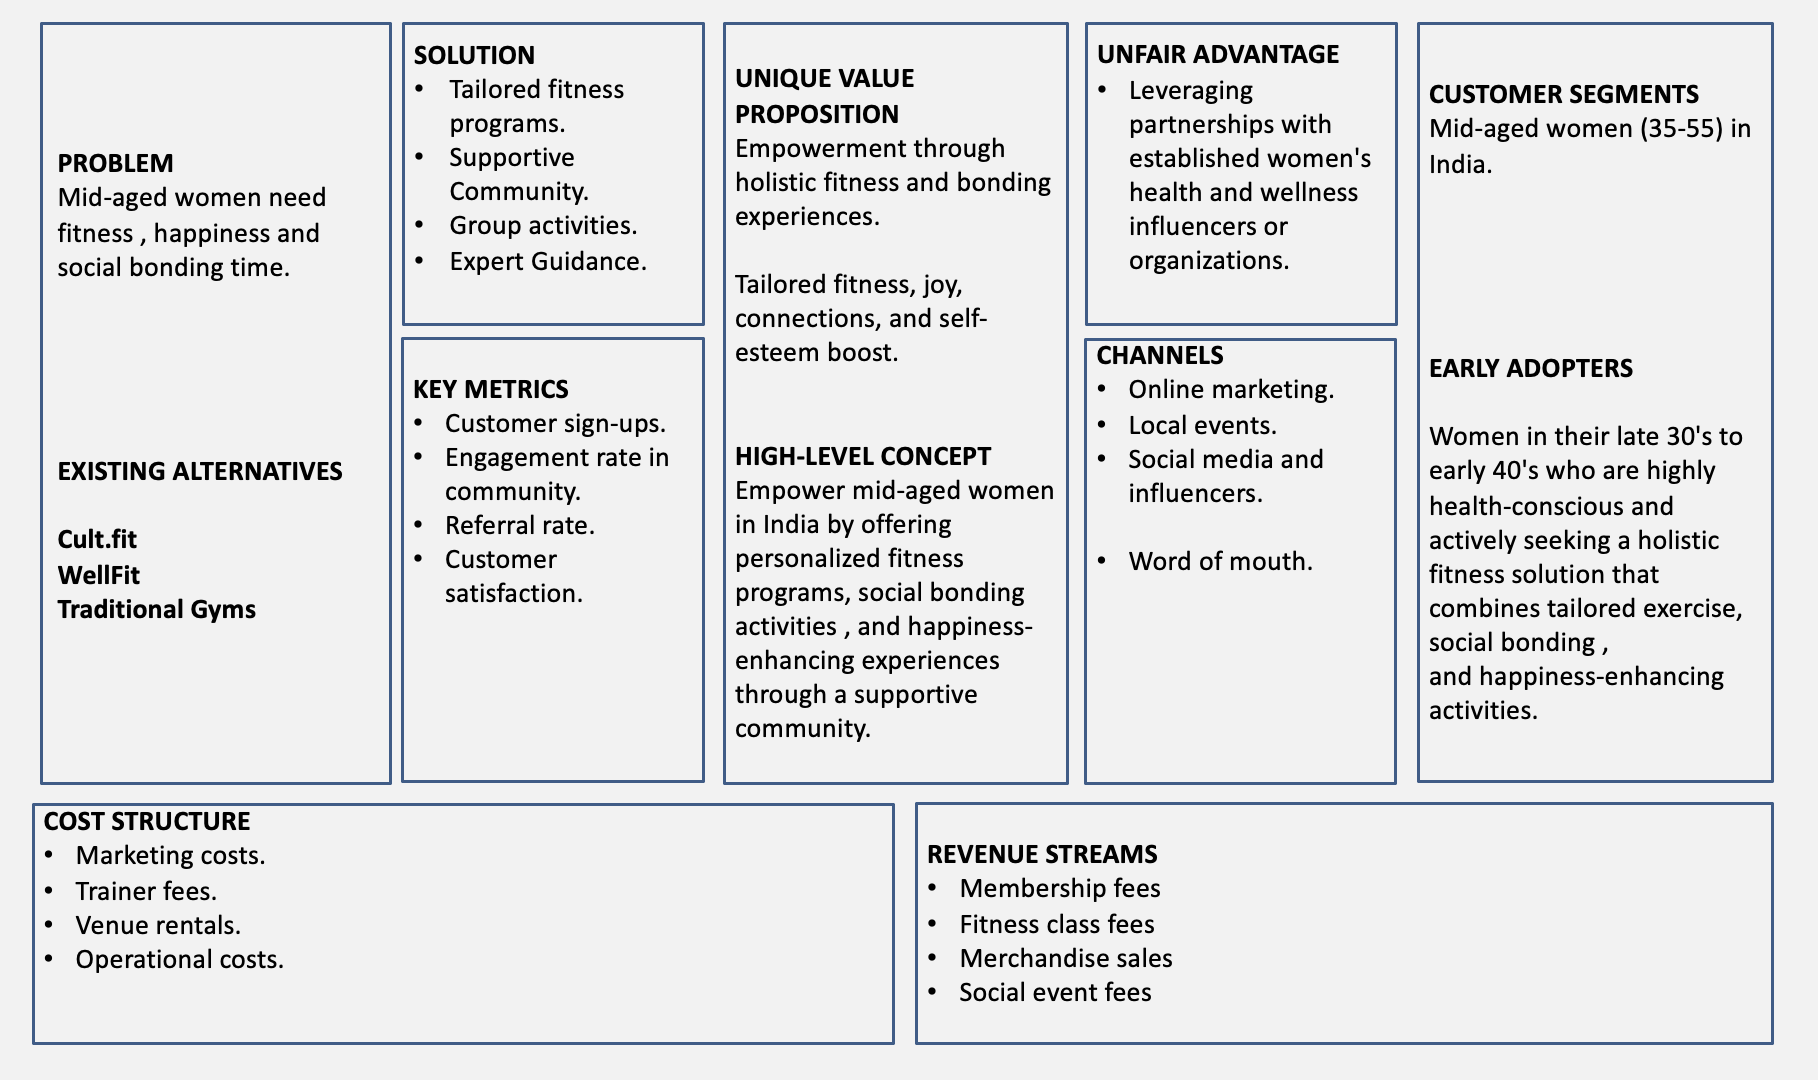 PROBLEM
Mid-aged women need
fitness , happiness and
social bonding time.
EXISTING ALTERNATIVES
Cult.fit
WellFit
Traditional Gyms
SOLUTION
• Tailored fitness
programs.
• Supportive
Community.
• Group activities.
• Expert Guidance.
KEY METRICS
• Customer sign-ups.
• Engagement rate in
community.
• Referral rate.
• Customer
satisfaction.
UNIQUE VALUE
PROPOSITION
Empowerment through
holistic fitness and bonding
experiences.
Tailored fitness, joy,
connections, and self-
esteem boost.
HIGH-LEVEL CONCEPT
Empower mid-aged women
in India by offering
personalized fitness
programs, social bonding
activities , and happiness-
enhancing experiences
through a supportive
community.
UNFAIR ADVANTAGE
• Leveraging
partnerships with
established women's
health and wellness
influencers or
organizations.
CHANNELS
• Online marketing.
• Local events.
• Social media and
influencers.
• Word of mouth.
CUSTOMER SEGMENTS
Mid-aged women (35-55) in
India.
EARLY ADOPTERS
Women in their late 30's to
early 40's who are highly
health-conscious and
actively seeking a holistic
fitness solution that
combines tailored exercise,
social bonding ,
and happiness-enhancing
activities.
COST STRUCTURE
• Marketing costs.
• Trainer fees.
• Venue rentals.
• Operational costs.
REVENUE STREAMS
• Membership fees
• Fitness class fees
• Merchandise sales
• Social event fees